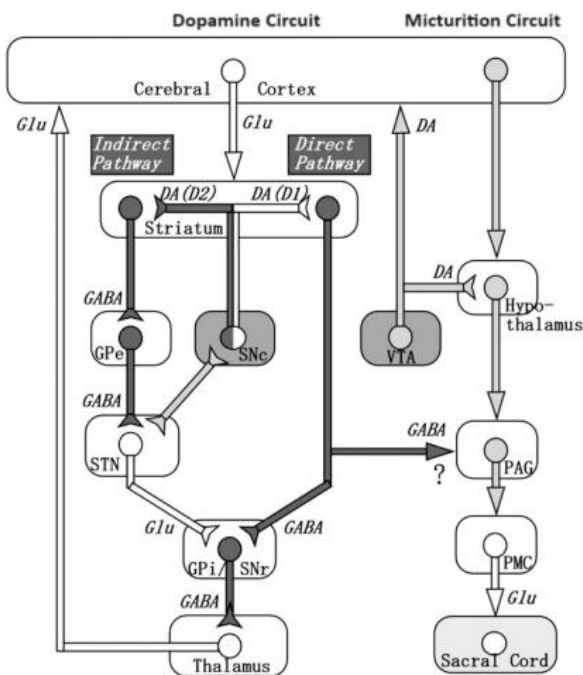 Dopamine Circuit
Micturition Circuit
Cerebral Cortex
Glu
Glu
DA
Indirect
Pathway
Direct
Pathway
DA(D2)
DA(D1)
Striatum
DA
Hypo-
thalamus
GABA
GPe
SNc
VTA
GABA
STN
GABA
?
PAG
Glu
GABA
GPi/ SNr
PMC
GABA
Glu
Thalamus
Sacral Cord